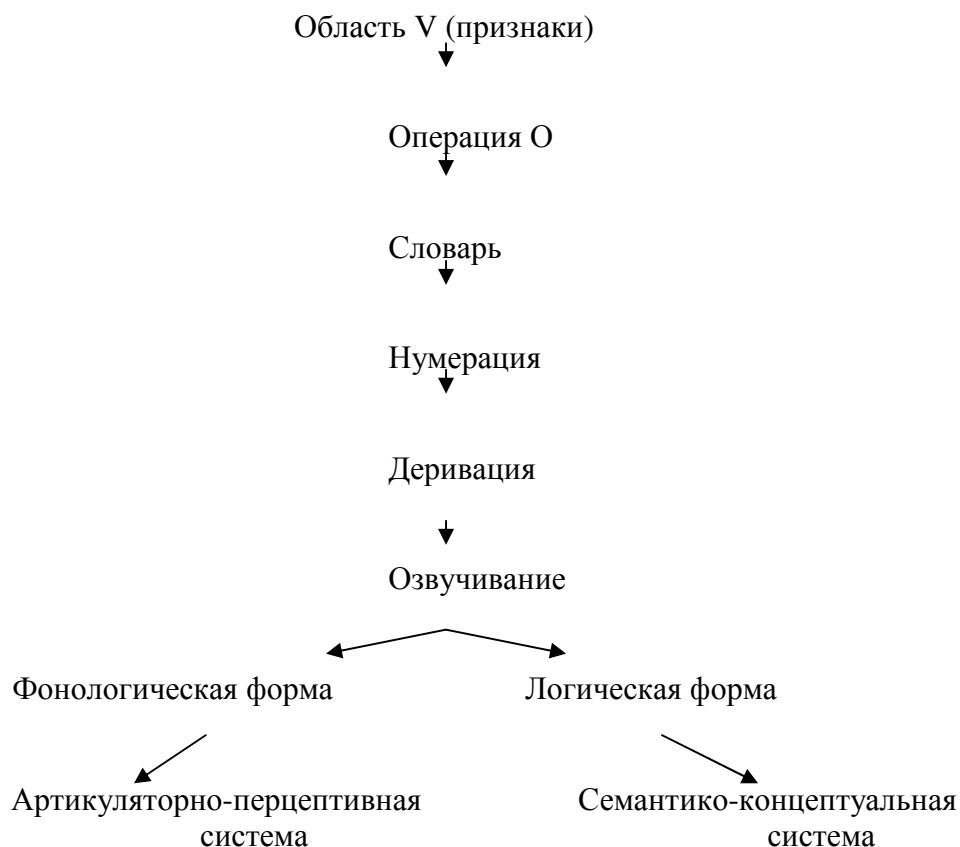 Область V (признаки)
Операция О
Словарь
Нумерация
Деривация
Озвучивание
Фонологическая форма
Логическая форма
Артикуляторно-перцептивная
система
Семантико-концептуальная
система